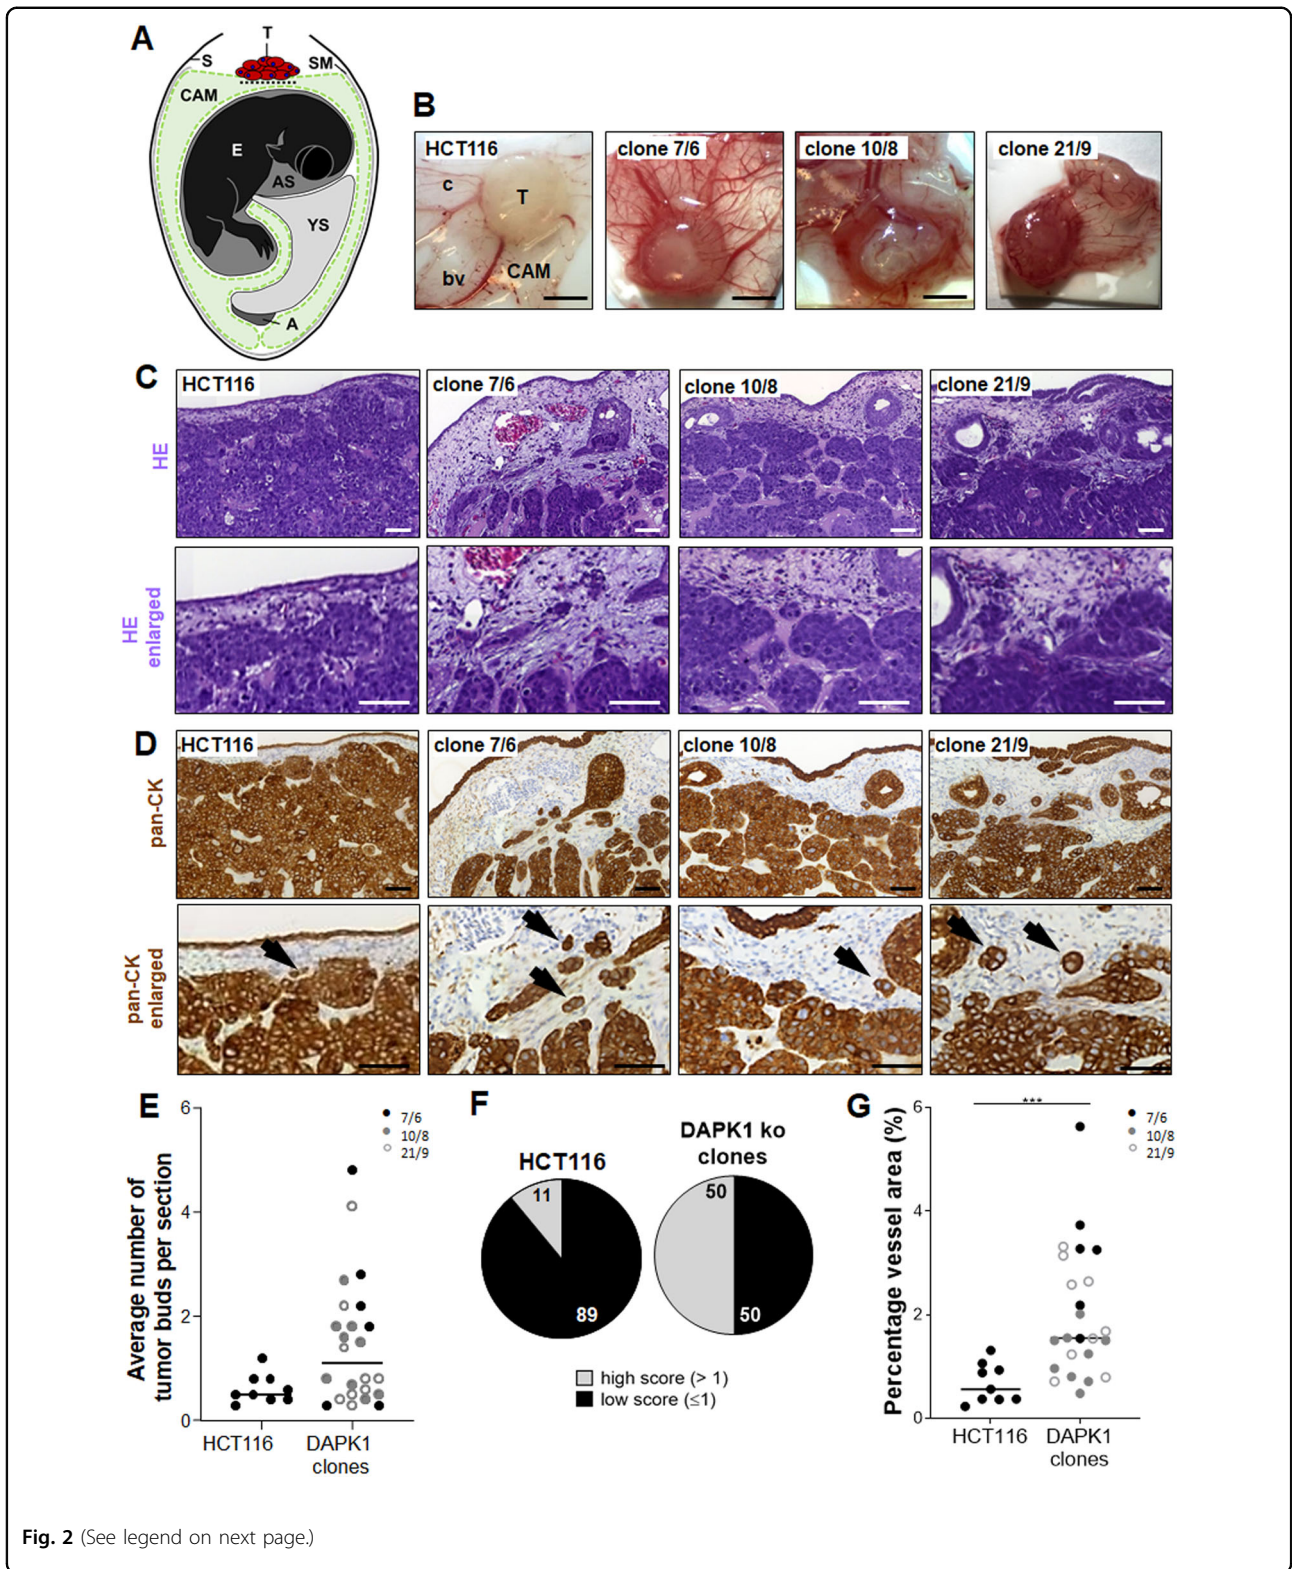 A
T
S
SM
CAM
E
AS
YS
A
B
HCT116
clone 7/6
clone 10/8
clone 21/9
c
T
bv
CAM
C
HCT116
clone 7/6
clone 10/8
clone 21/9
HE
HE
enlarged
D
HCT116
clone 7/6
clone 10/8
clone 21/9
pan-CK
pan-CK
enlarged
E
Average number of
tumor buds per section
6
4
2
0
7/6
10/8
21/9
HCT116
DAPK1
clones
F
HCT116
11
89
DAPK1 ko
clones
50
50
high score (> 1)
low score (≤1)
G
Percentage vessel area (%)
6
4
2
0
***
7/6
10/8
21/9
HCT116
DAPK1
clones
Fig. 2 (See legend on next page.)